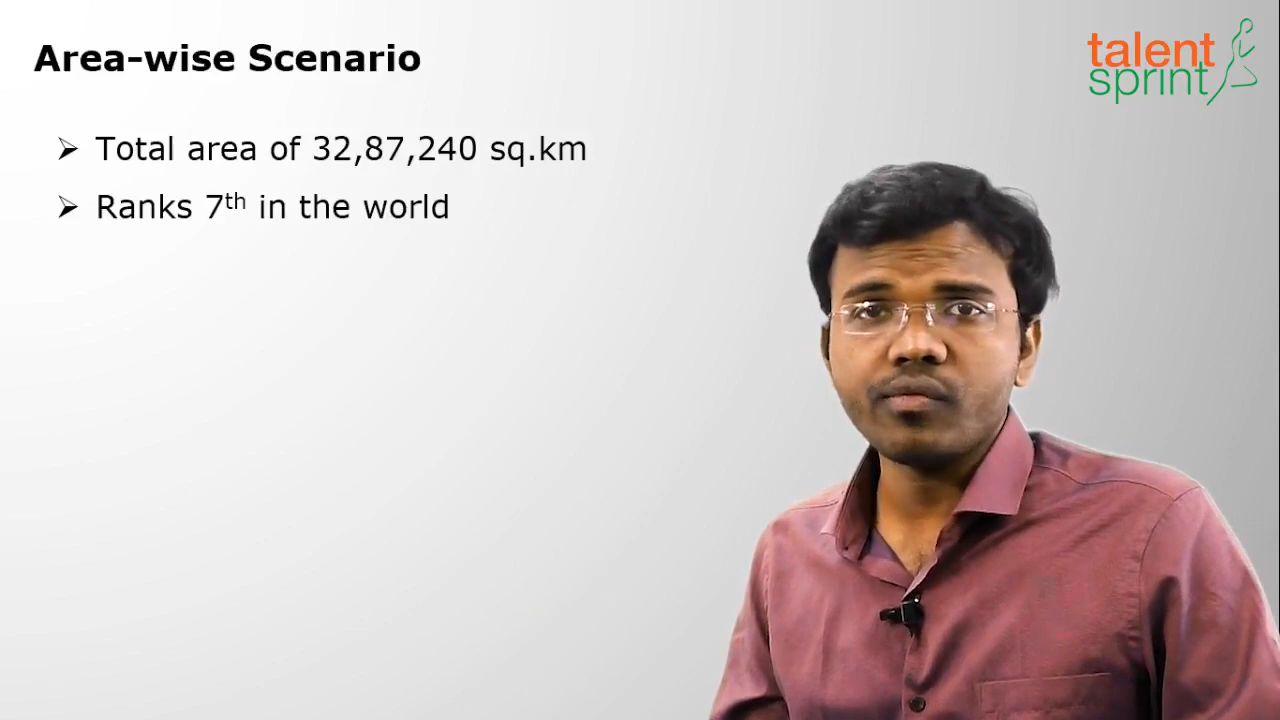 Area-wise Scenario
talent
sprint
➢ Total area of 32,87,240 sq.km
➢ Ranks 7th in the world